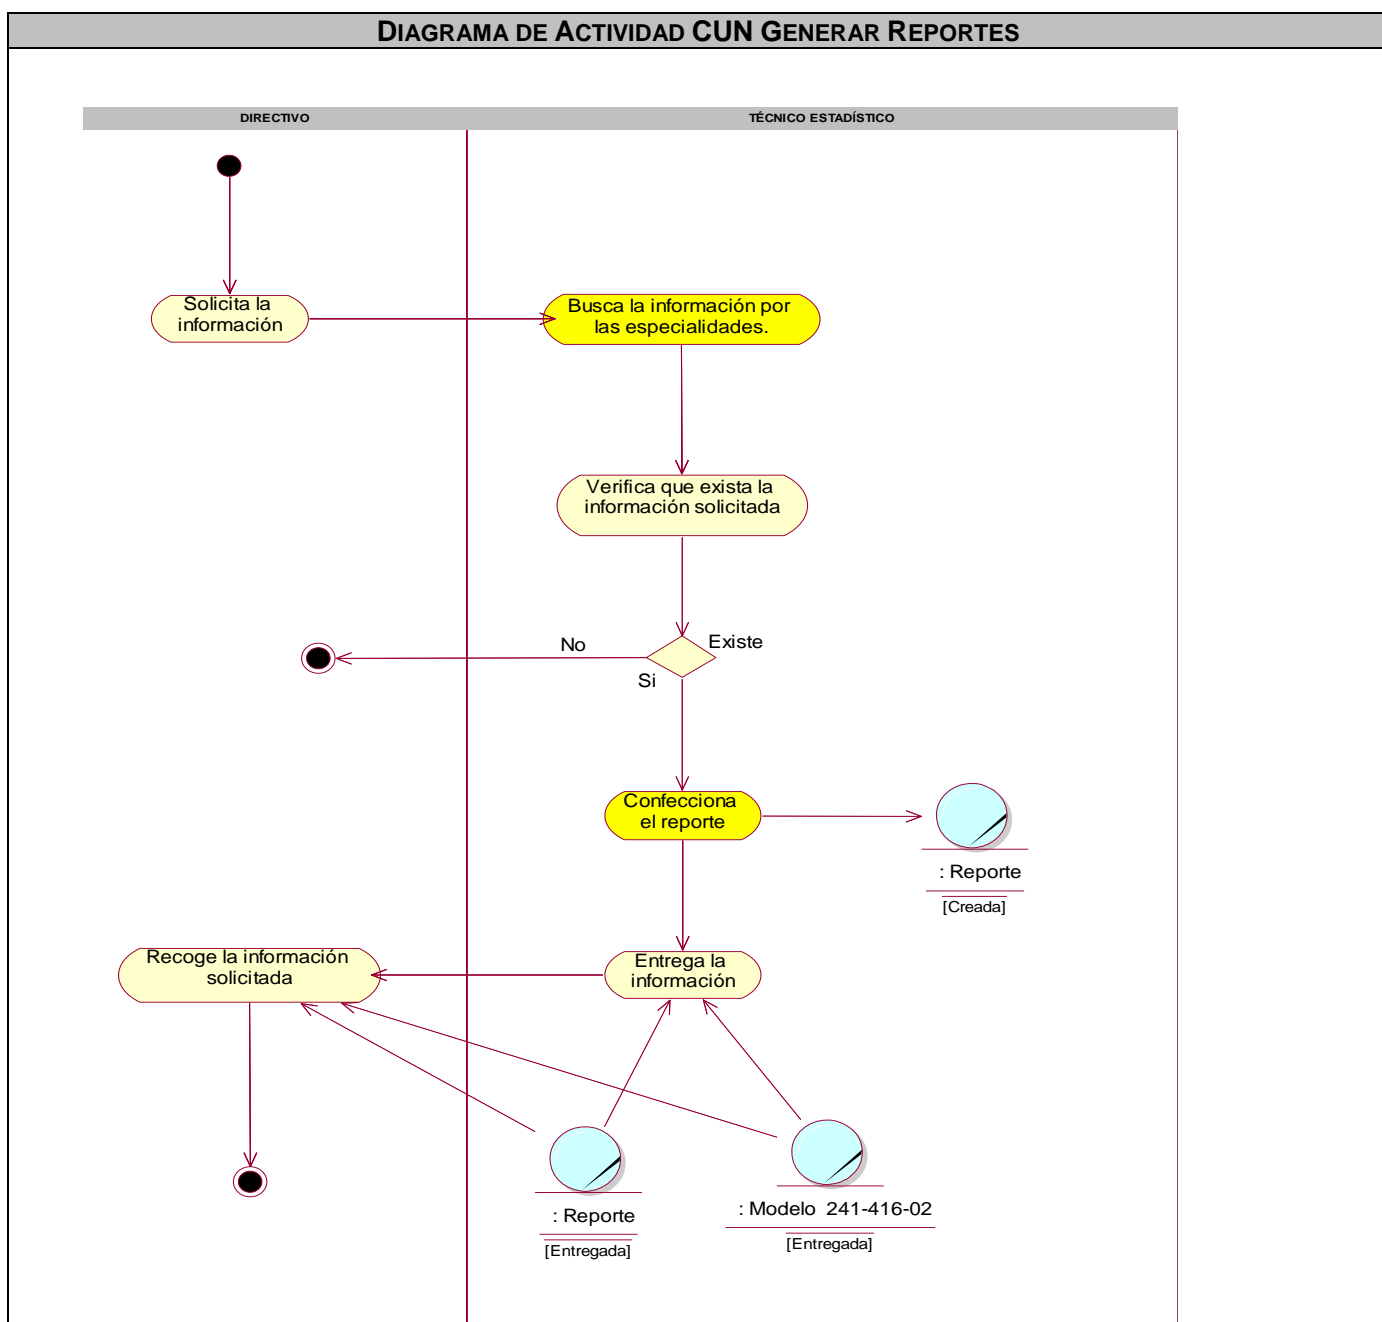 DIAGRAMA DE ACTIVIDAD CUN GENERAR REPORTES
DIRECTIVO
TÉCNICO ESTADÍSTICO
Solicita la
información
Busca la información por
las especialidades.
Verifica que exista la
información solicitada
No
Existe
Si
Confecciona
el reporte
: Reporte
[Creada]
Recoge la información
solicitada
Entrega la
información
: Reporte
[Entregada]
: Modelo 241-416-02
[Entregada]